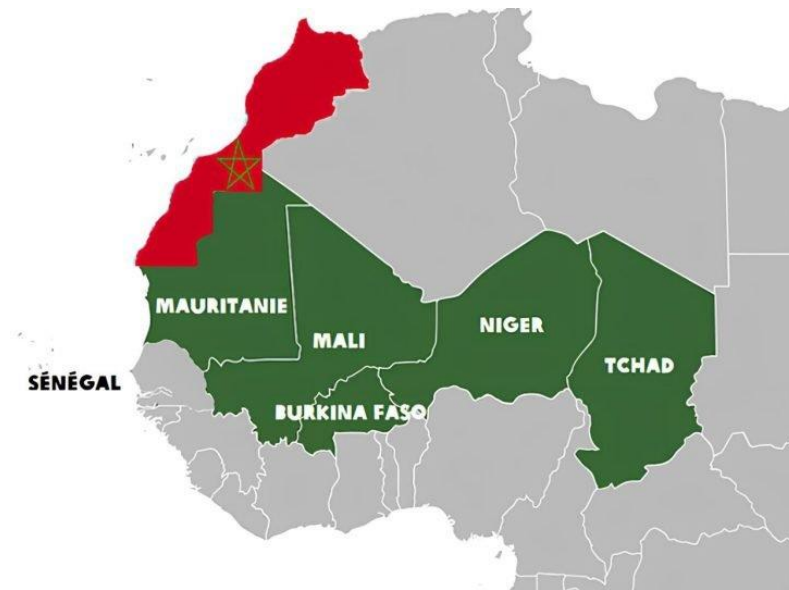 MAURITANIE
MALI
NIGER
TCHAD
SÉNÉGAL
BURKINA FASO